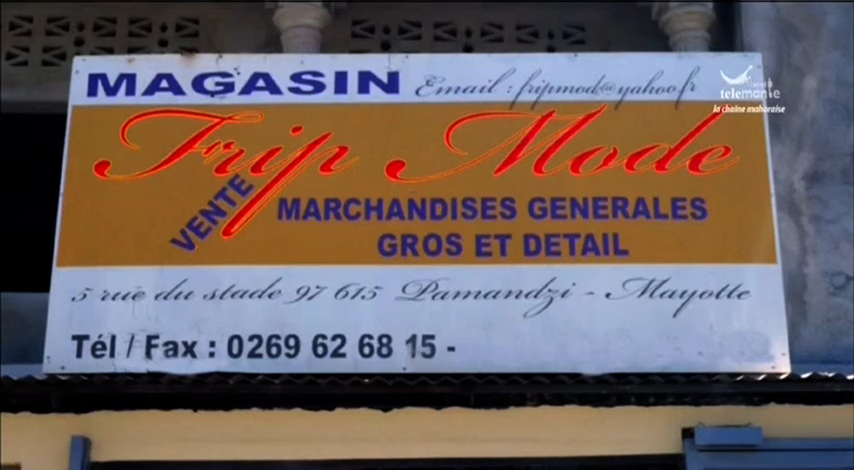 MAGASIN Email : fripmod@yahoo.fr
Frip Mode
VENTE
MARCHANDISES GENERALES
GROS ET DETAIL
5 rue du stade 97 615 Pamandzi - Mayotte
Tél / Fax : 0269 62 68 15 -
telemante
la chaîne mahoraise